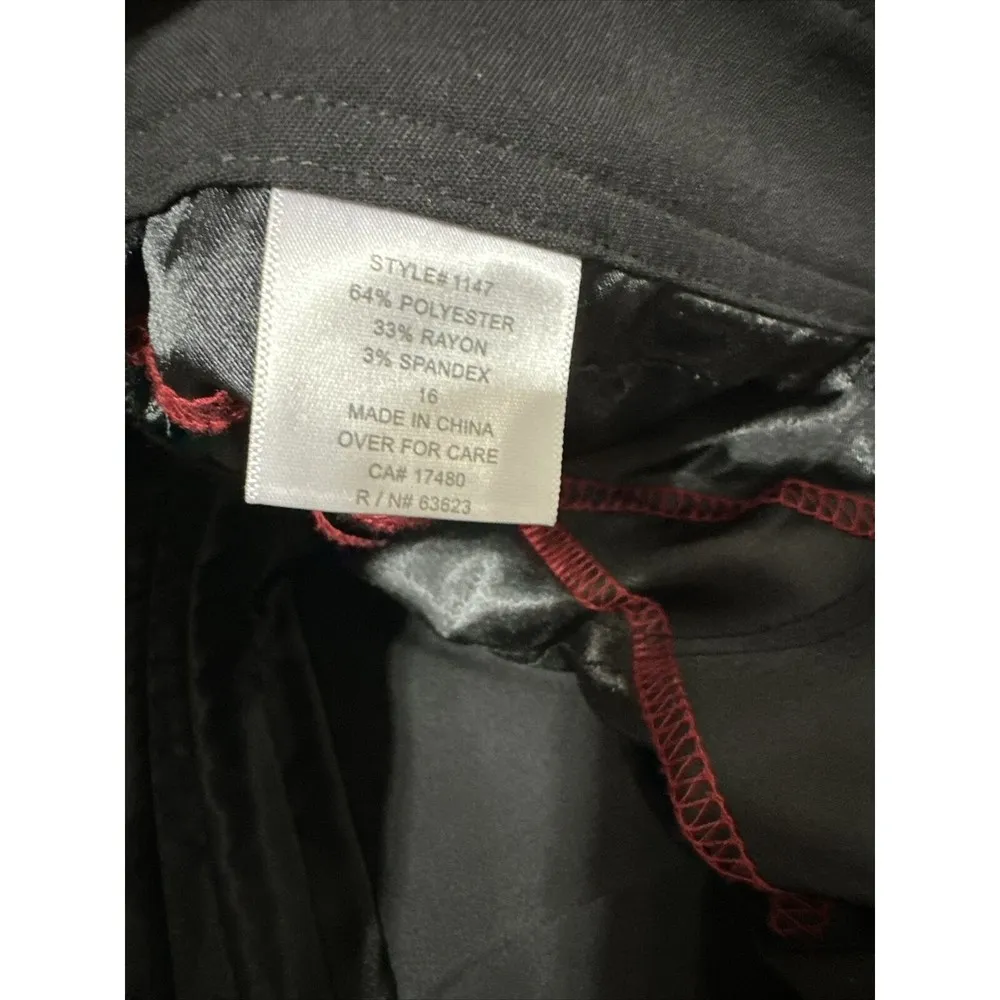 STYLE# 1147
64% POLYESTER
33% RAYON
3% SPANDEX
16
MADE IN CHINA
OVER FOR CARE
CA# 17480
R / N# 63623